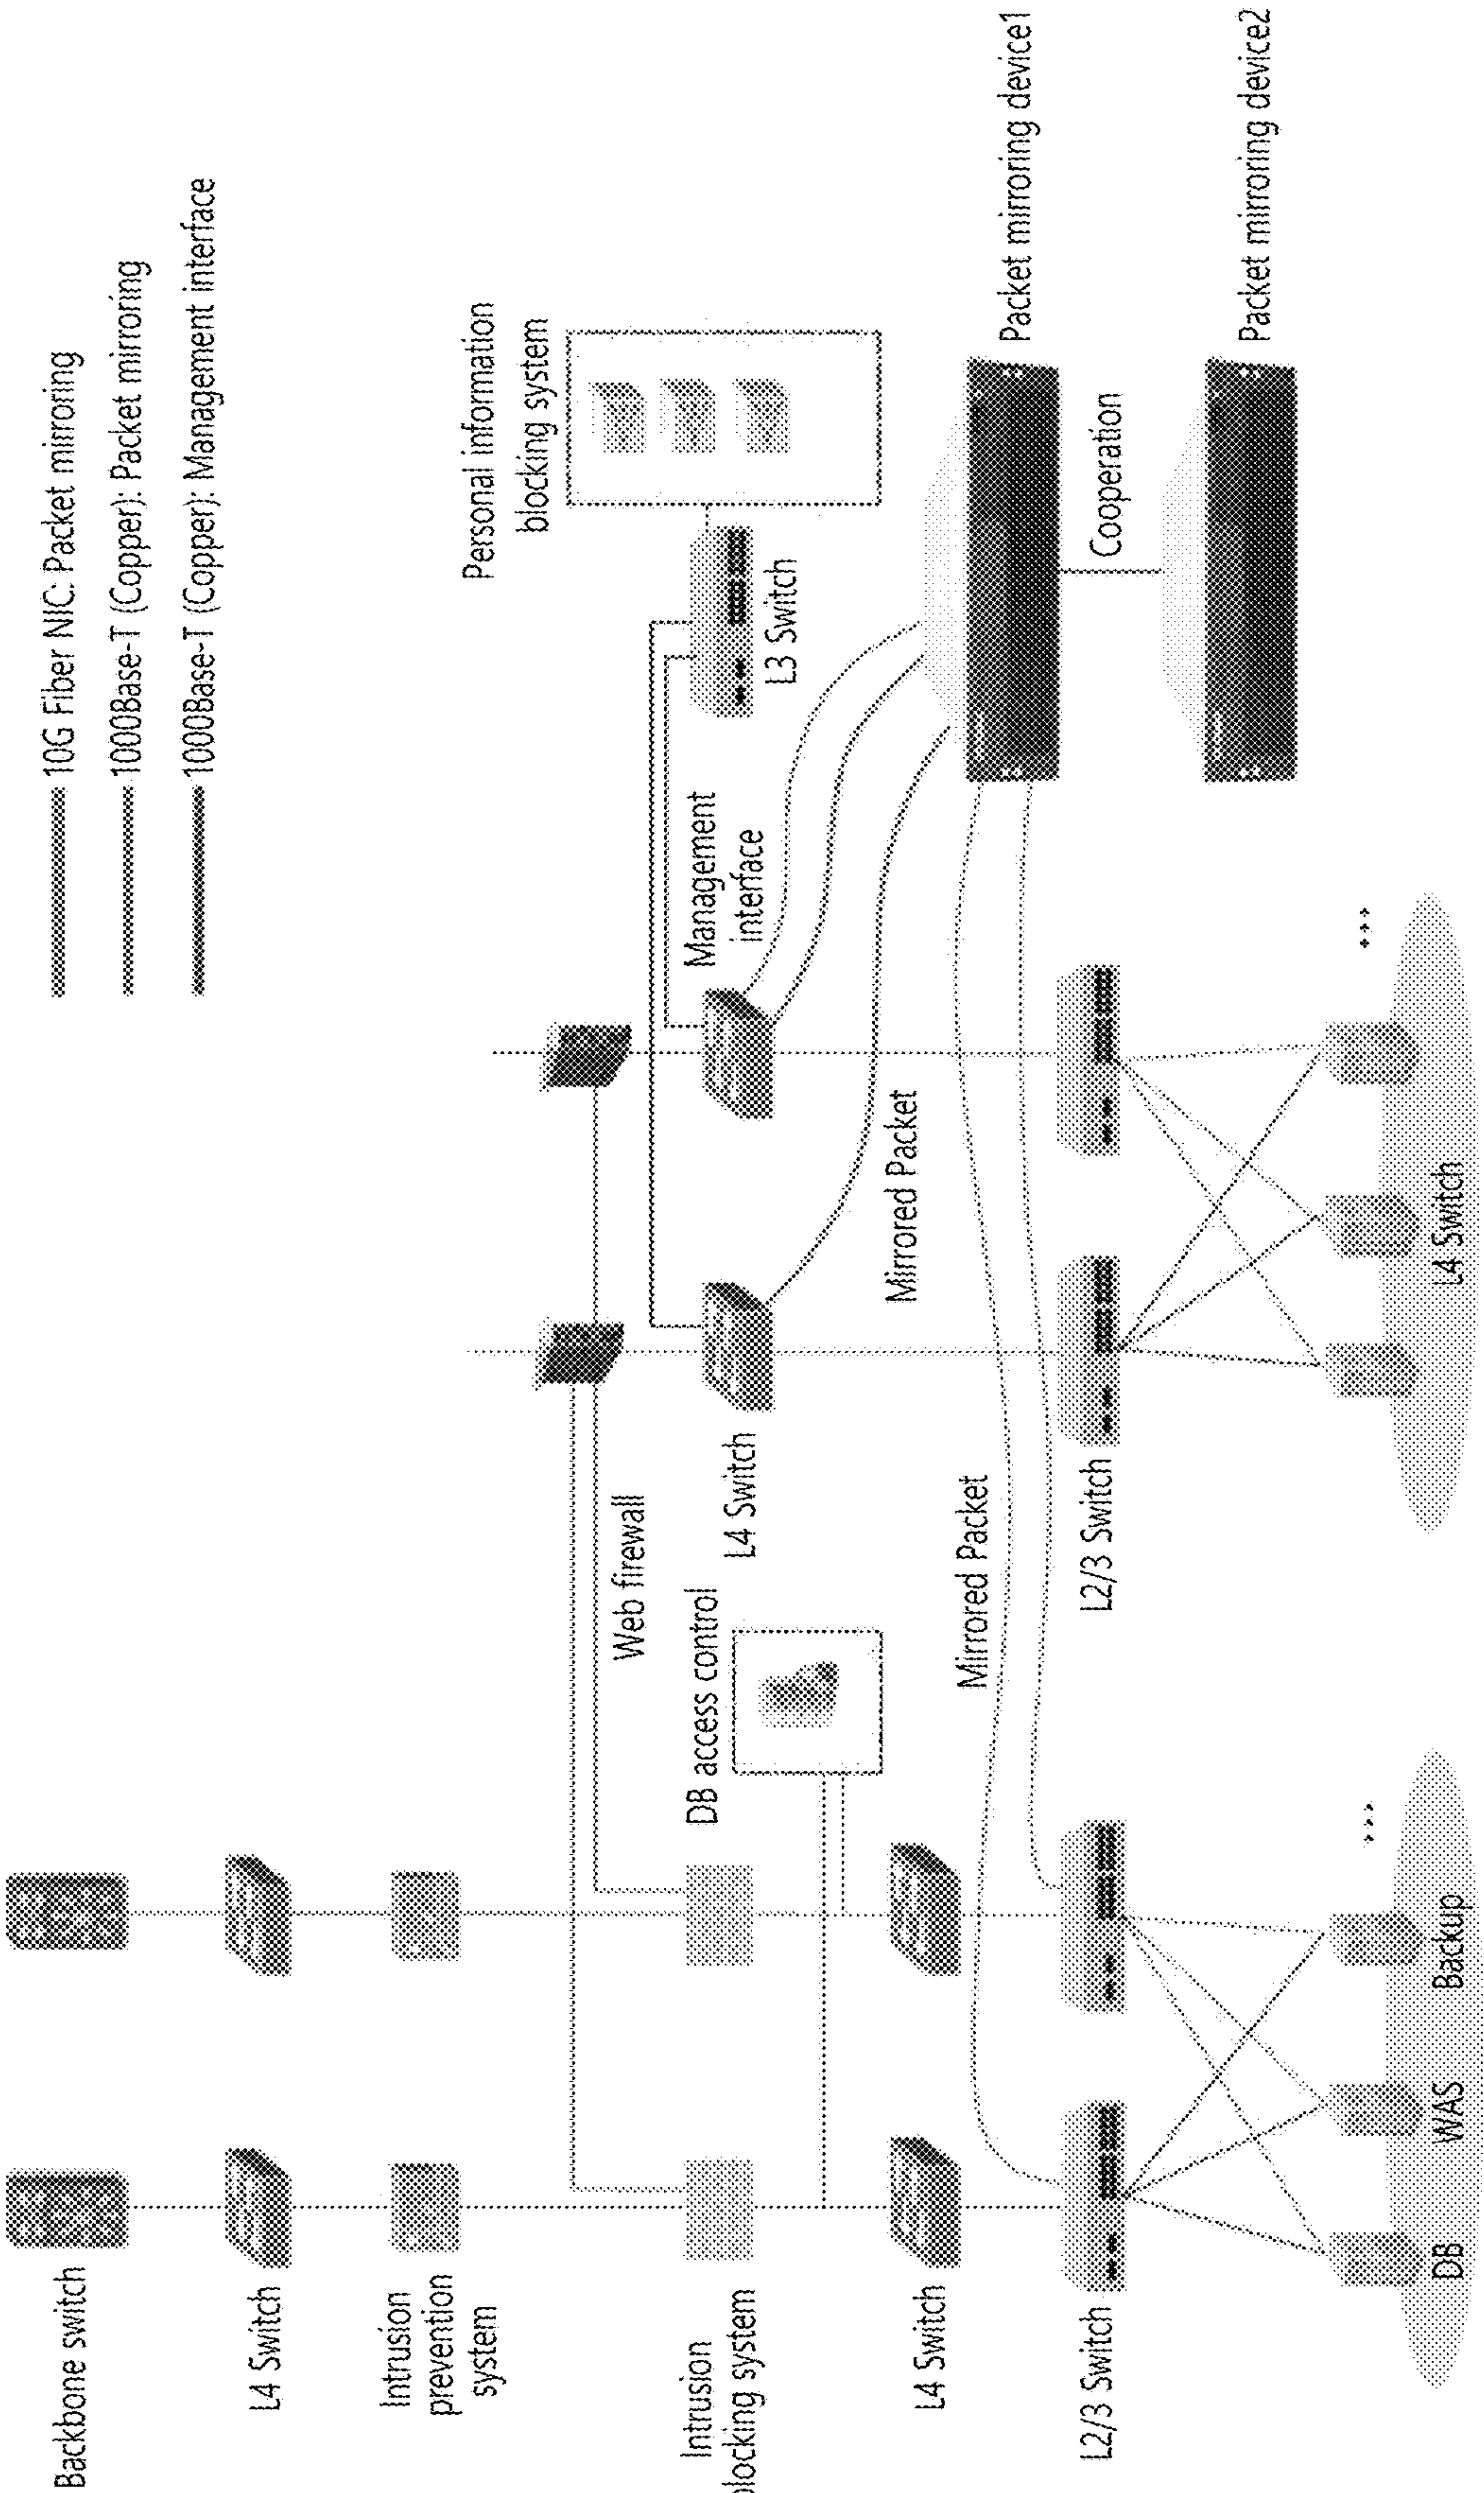 10G Fiber NIC: Packet mirroring
1000Base-T (Copper): Packet mirroring
1000Base-T (Copper): Management interface
Backbone switch
L4 Switch
Intrusion
prevention
system
Personal information
blocking system
Web firewall
Intrusion
blocking system
DB access control
L4 Switch
Management
interface
L3 Switch
L4 Switch
Mirrored Packet
Mirrored Packet
Packet mirroring device1
L2/3 Switch
L2/3 Switch
Cooperation
Packet mirroring device2
DB
WAS
Backup
L4 Switch